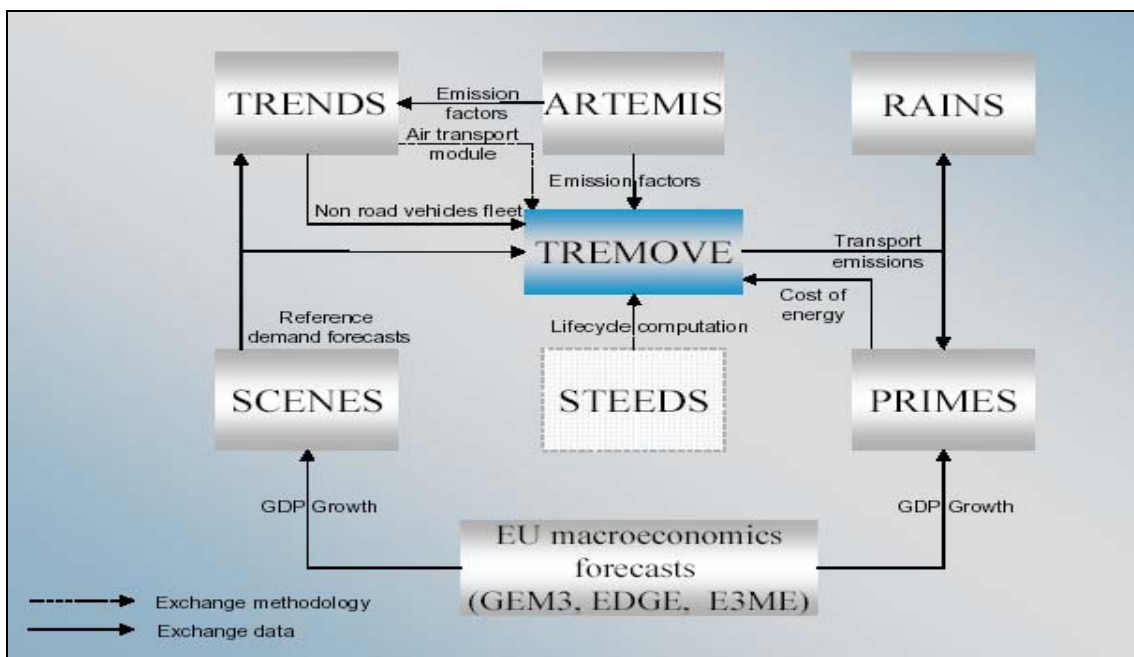 TRENDS
ARTEMIS
RAINS
Emission
factors
Air transport
module
Emission factors
Non road vehicles fleet
TREMOVE
Transport
emissions
Cost of
energy
Reference
demand forecasts
Lifecycle computation
SCENES
STEEDS
PRIMES
GDP Growth
GDP Growth
EU macroeconomics
forecasts
(GEM3, EDGE, E3ME)
Exchange methodology
Exchange data